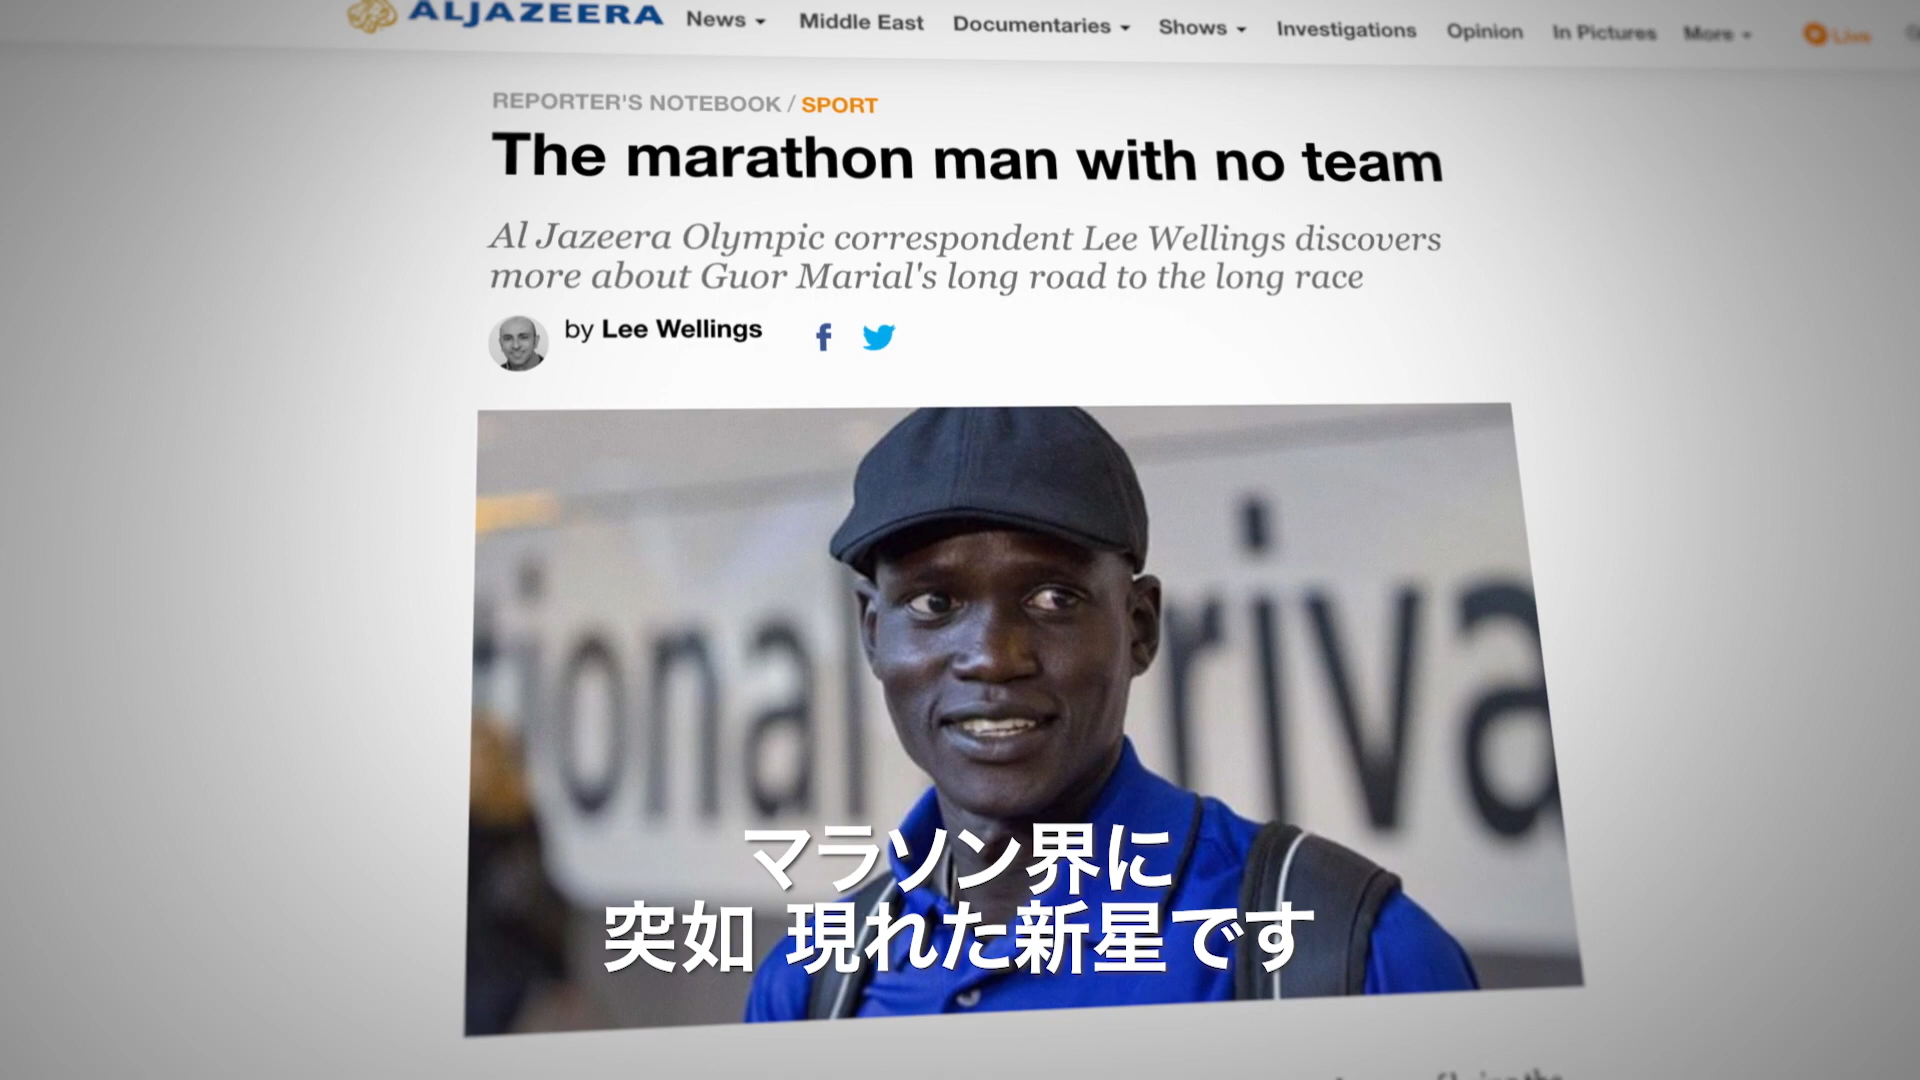 ALJAZEERA News Middle East Documentaries Shows Investigations Opinion In Pictures More Live
REPORTER'S NOTEBOOK / SPORT
The marathon man with no team
Al Jazeera Olympic correspondent Lee Wellings discovers
more about Guor Marial's long road to the long race
by Lee Wellings
ional rriva
マラソン界に
突如 現れた新星です